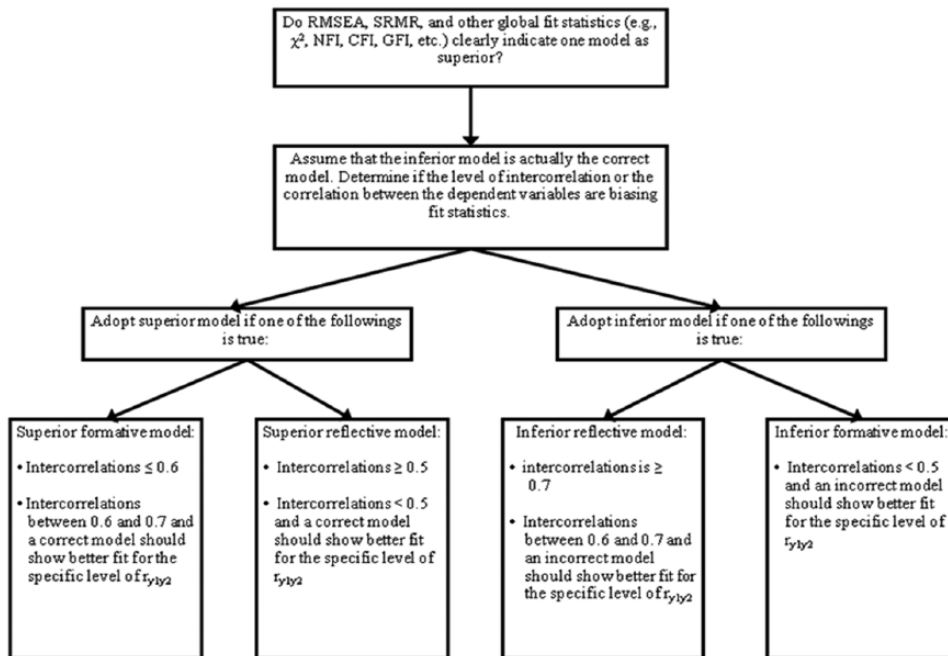 Do RMSEA, SRMR, and other global fit statistics (e.g.,
χ², NFI, CFI, GFI, etc.) clearly indicate one model as
superior?
Assume that the inferior model is actually the correct
model. Determine if the level of intercorrelation or the
correlation between the dependent variables are biasing
fit statistics.
Adopt superior model if one of the followings
is true:
Adopt inferior model if one of the followings
is true:
Superior formative model:
• Intercorrelations ≤ 0.6
• Intercorrelations
between 0.6 and 0.7 and
a correct model should
show better fit for the
specific level of r_y1y2
Superior reflective model:
• Intercorrelations ≥ 0.5
• Intercorrelations < 0.5
and a correct model
should show better fit
for the specific level of
r_y1y2
Inferior reflective model:
• intercorrelations is ≥
0.7
• Intercorrelations
between 0.6 and 0.7 and
an incorrect model
should show better fit for
the specific level of r_y1y2
Inferior formative model:
• Intercorrelations < 0.5
and an incorrect model
should show better fit
for the specific level of
r_y1y2